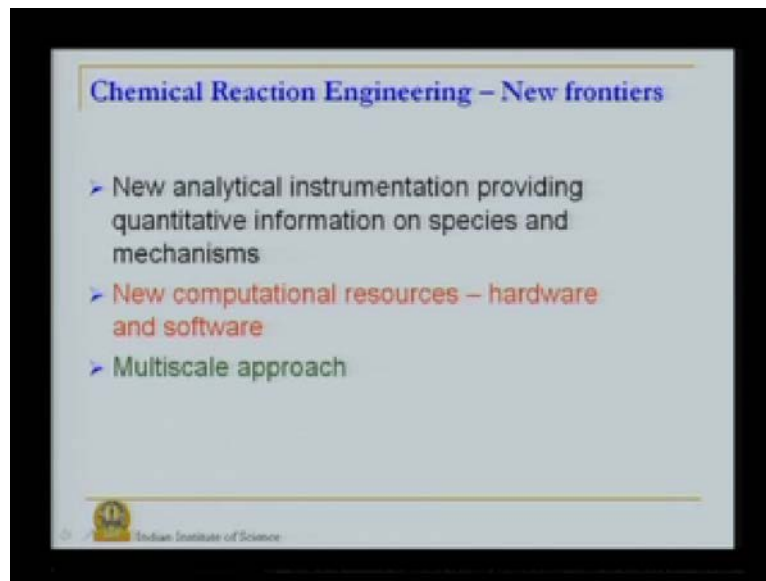 Chemical Reaction Engineering – New frontiers
➢ New analytical instrumentation providing
quantitative information on species and
mechanisms
➢ New computational resources – hardware
and software
➢ Multiscale approach
Indian Institute of Science